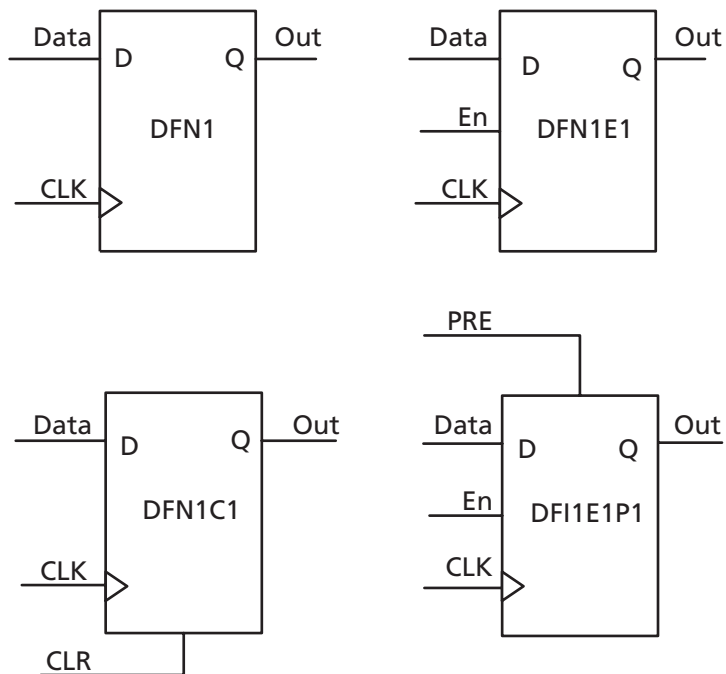 Data
Out
D
Q
DFN1
CLK
Data
Out
D
Q
En
DFN1E1
CLK
Data
Out
D
Q
DFN1C1
CLK
CLR
PRE
Data
Out
D
Q
En
DFI1E1P1
CLK